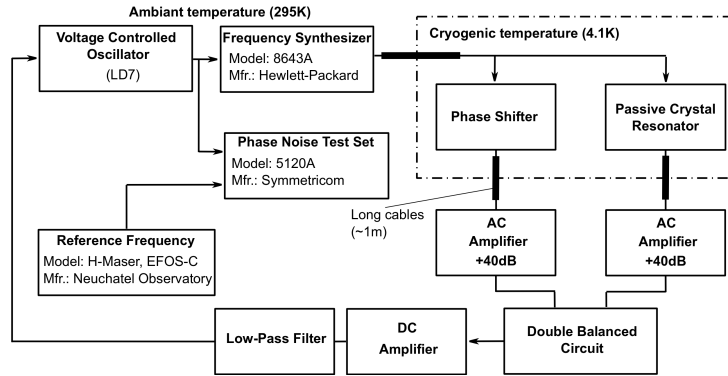 Ambiant temperature (295K)
Voltage Controlled
Oscillator
(LD7)
Frequency Synthesizer
Model: 8643A
Mfr.: Hewlett-Packard
Cryogenic temperature (4.1K)
Phase Shifter
Passive Crystal
Resonator
Phase Noise Test Set
Model: 5120A
Mfr.: Symmetricom
Long cables
(~1m)
Reference Frequency
Model: H-Maser, EFOS-C
Mfr.: Neuchatel Observatory
AC
Amplifier
+40dB
AC
Amplifier
+40dB
Low-Pass Filter
DC
Amplifier
Double Balanced
Circuit